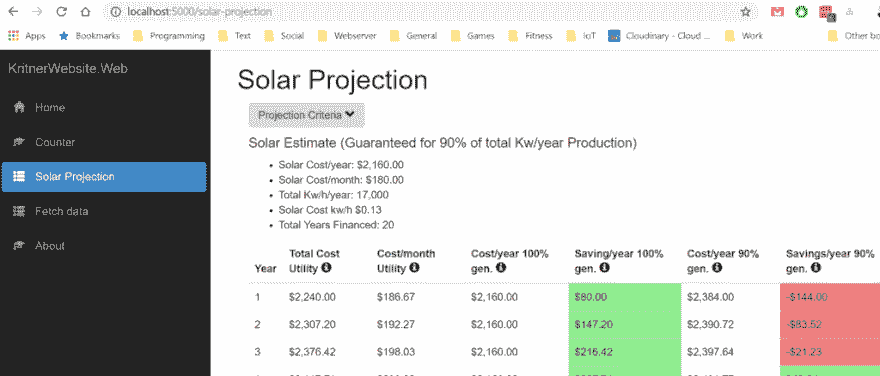 localhost:5000/solar-projection
Apps Bookmarks Programming Text Social Webserver General Games Fitness IoT Cloudinary - Cloud ... Work Other bo
KritnerWebsite.Web
Home
Counter
Solar Projection
Fetch data
About
Solar Projection
Projection Criteria
Solar Estimate (Guaranteed for 90% of total Kw/year Production)
Solar Cost/year: $2,160.00
Solar Cost/month: $180.00
Total Kw/h/year: 17,000
Solar Cost kw/h $0.13
Total Years Financed: 20
Year Total Cost Utility Cost/month Utility Cost/year 100% gen. Saving/year 100% gen. Cost/year 90% gen. Savings/year 90% gen.
1 $2,240.00 $186.67 $2,160.00 $80.00 $2,384.00 -$144.00
2 $2,307.20 $192.27 $2,160.00 $147.20 $2,390.72 -$83.52
3 $2,376.42 $198.03 $2,160.00 $216.42 $2,397.64 -$21.23